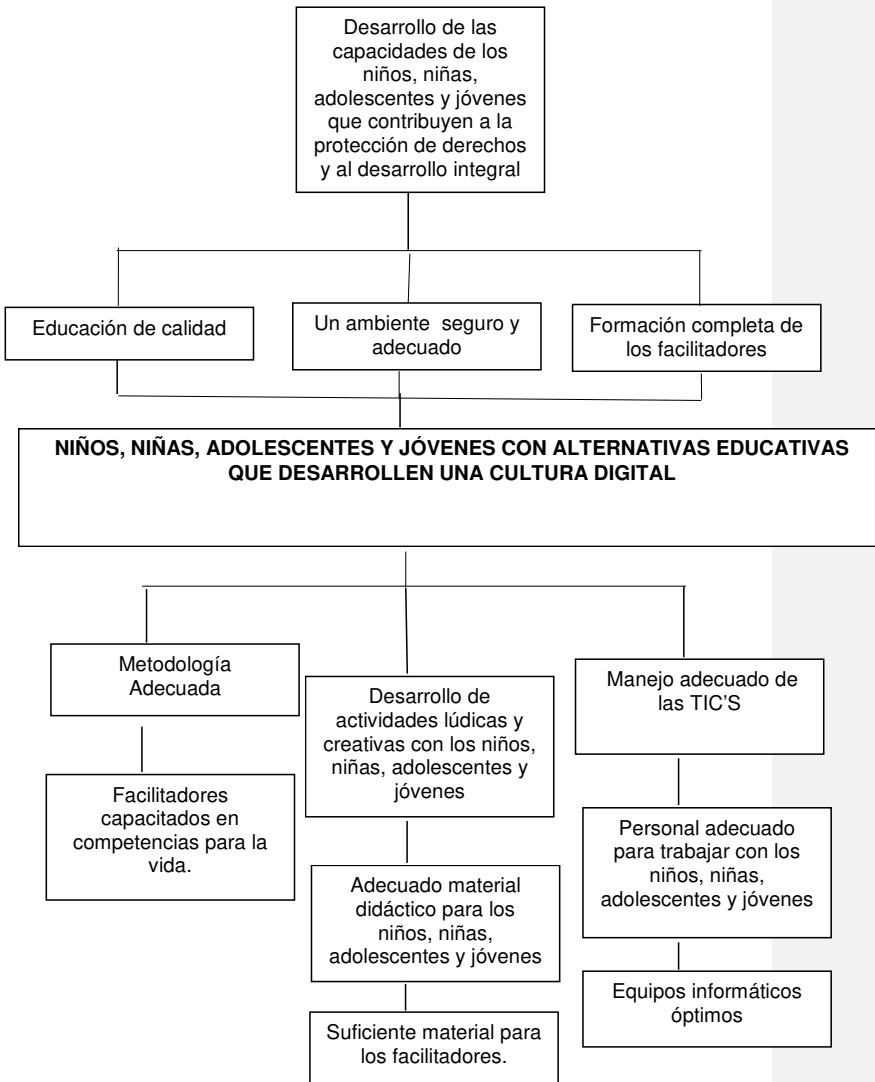 Desarrollo de las
capacidades de los
niños, niñas,
adolescentes y jóvenes
que contribuyen a la
protección de derechos
y al desarrollo integral
Educación de calidad
Un ambiente seguro y
adecuado
Formación completa de
los facilitadores
NIÑOS, NIÑAS, ADOLESCENTES Y JÓVENES CON ALTERNATIVAS EDUCATIVAS
QUE DESARROLLEN UNA CULTURA DIGITAL
Metodología
Adecuada
Facilitadores
capacitados en
competencias para la
vida.
Desarrollo de
actividades lúdicas y
creativas con los niños,
niñas, adolescentes y
jóvenes
Adecuado material
didáctico para los
niños, niñas,
adolescentes y jóvenes
Suficiente material para
los facilitadores.
Manejo adecuado de
las TIC'S
Personal adecuado
para trabajar con los
niños, niñas,
adolescentes y jóvenes
Equipos informáticos
óptimos